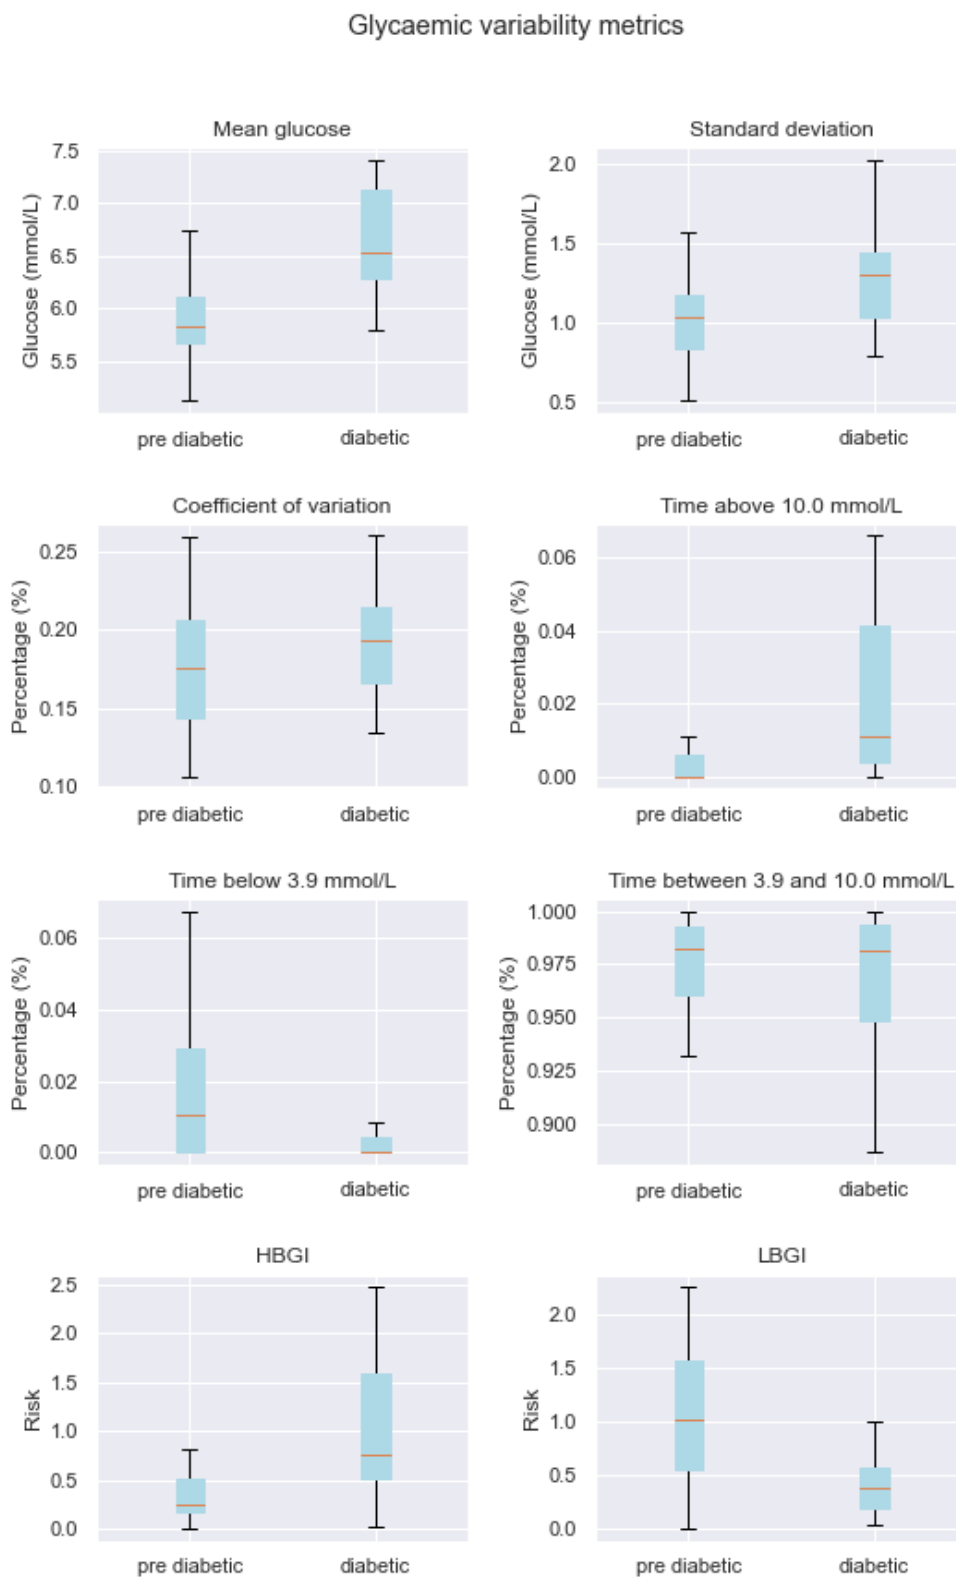 Glycaemic variability metrics
Mean glucose
Glucose (mmol/L)
7.5
7.0
6.5
6.0
5.5
pre diabetic
diabetic
Standard deviation
Glucose (mmol/L)
2.0
1.5
1.0
0.5
pre diabetic
diabetic
Coefficient of variation
Percentage (%)
0.25
0.20
0.15
0.10
pre diabetic
diabetic
Time above 10.0 mmol/L
Percentage (%)
0.06
0.04
0.02
0.00
pre diabetic
diabetic
Time below 3.9 mmol/L
Percentage (%)
0.06
0.04
0.02
0.00
pre diabetic
diabetic
Time between 3.9 and 10.0 mmol/L
Percentage (%)
1.000
0.975
0.950
0.925
0.900
pre diabetic
diabetic
HBGI
Risk
2.5
2.0
1.5
1.0
0.5
0.0
pre diabetic
diabetic
LBGI
Risk
2.0
1.5
1.0
0.5
0.0
pre diabetic
diabetic